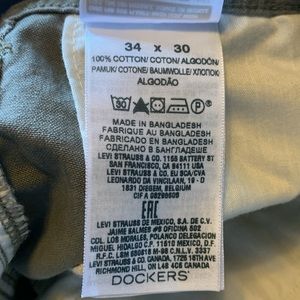 34 x 30
100% COTTON/ COTON/ ALGODÓN/
PAMUK/ COTONE/ BAUMWOLLE/ ХЛОПОК/
ALGODÃO
30
P
MADE IN BANGLADESH
FABRIQUE AU BANGLADESH
FABRICADO EN BANGLADESH
СДЕЛАНО В БАНГЛАДЕШЕ
LEVI STRAUSS & CO. 1155 BATTERY ST
SAN FRANCISCO, CA 94111 USA
LEVI STRAUSS & CO. EU SCA/CVA
LEONARDO DA VINCILAAN, 19 - D
1831 DIEGEM, BELGIUM
EAC
LEVI STRAUSS DE MEXICO, S.A. DE C.V.
JAIME BALMES #8 OFICINA 502
COL. LOS MORALES, POLANCO DELEGACION
MIGUEL HIDALGO C.P. 11510 MEXICO D.F.
LEVI STRAUSS & CO. 1725 16TH AVE
RICHMOND HILL, ON L4B 4C6 CANADA
DOCKERS